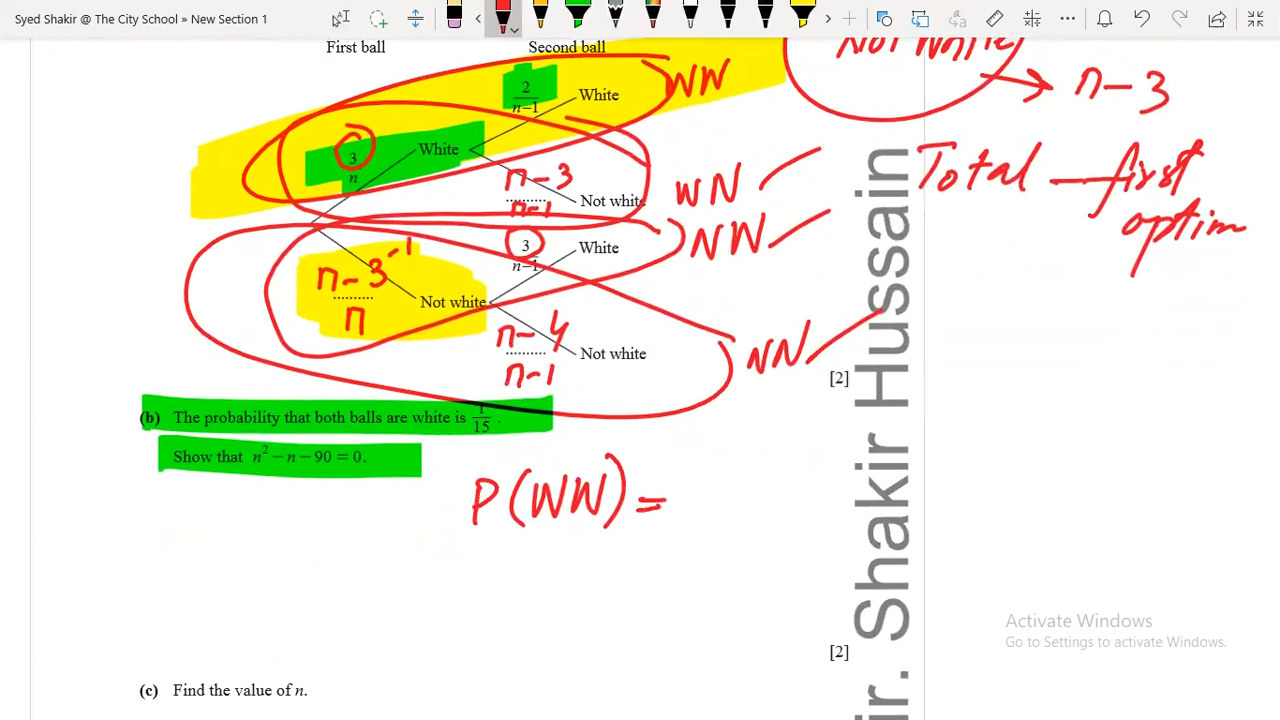 Syed Shakir @ The City School » New Section 1
First ball Second ball
Not white
n-3
2/n-1 White WW
3/n White
Total — first option
n-3/n-1 Not white WN
3/n-1 White NW
n-3/n -1 Not white
n-4/n-1 Not white NN
[2]
(b) The probability that both balls are white is 1/15.
Show that n² − n − 90 = 0.
P(WW) =
[2]
(c) Find the value of n.
ir. Shakir Hussain
Activate Windows
Go to Settings to activate Windows.